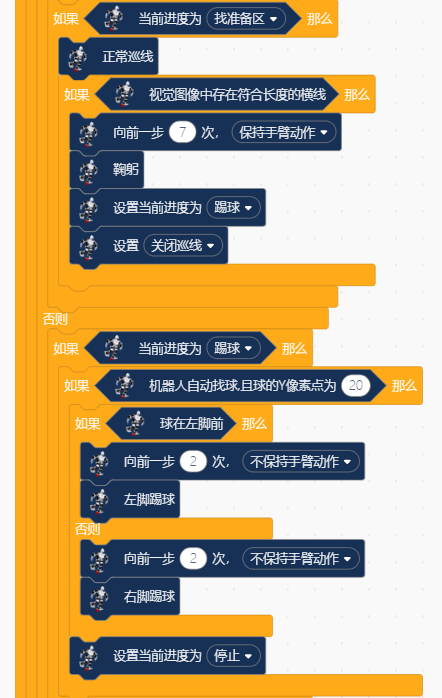 如果 当前进度为 找准备区 那么
正常巡线
如果 视觉图像中存在符合长度的横线 那么
向前一步 7 次， 保持手臂动作
鞠躬
设置当前进度为 踢球
设置 关闭巡线
否则
如果 当前进度为 踢球 那么
如果 机器人自动找球,且球的Y像素点为 20 那么
如果 球在左脚前 那么
向前一步 2 次， 不保持手臂动作
左脚踢球
否则
向前一步 2 次， 不保持手臂动作
右脚踢球
设置当前进度为 停止